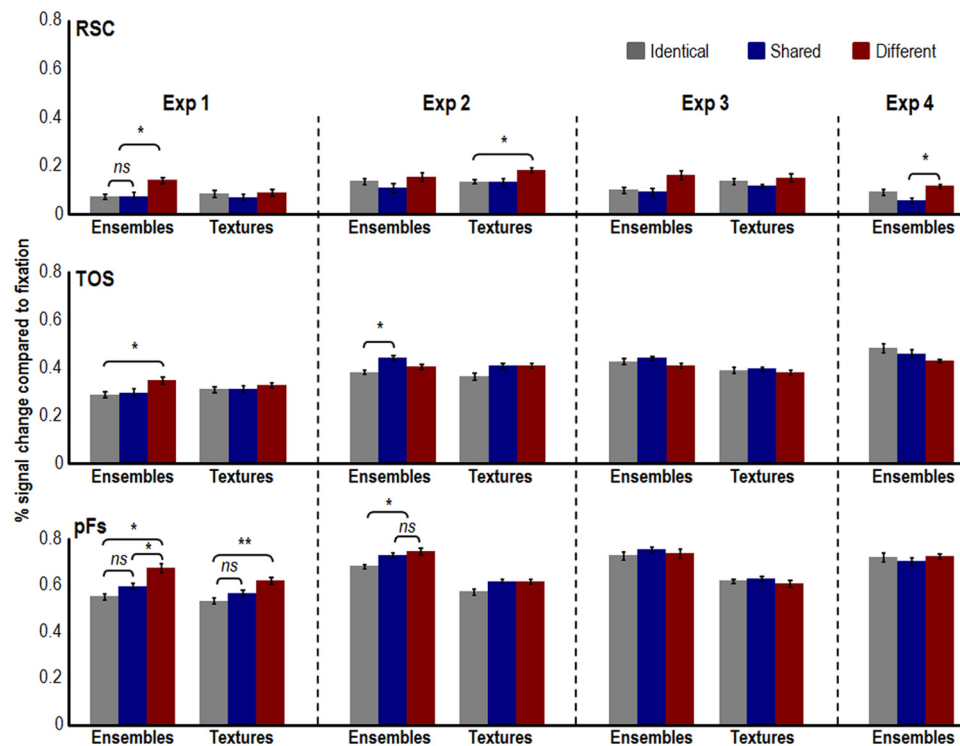 0.8
RSC
Identical Shared Different
0.6
Exp 1 Exp 2 Exp 3 Exp 4
0.4
* * *
0.2
ns
0
Ensembles Textures Ensembles Textures Ensembles Textures Ensembles
% signal change compared to fixation
0.8
TOS
0.6
*
0.4
*
0.2
0
Ensembles Textures Ensembles Textures Ensembles Textures Ensembles
pFs
0.8
* ** * ns
ns * ns
0.6
0.4
0.2
0
Ensembles Textures Ensembles Textures Ensembles Textures Ensembles